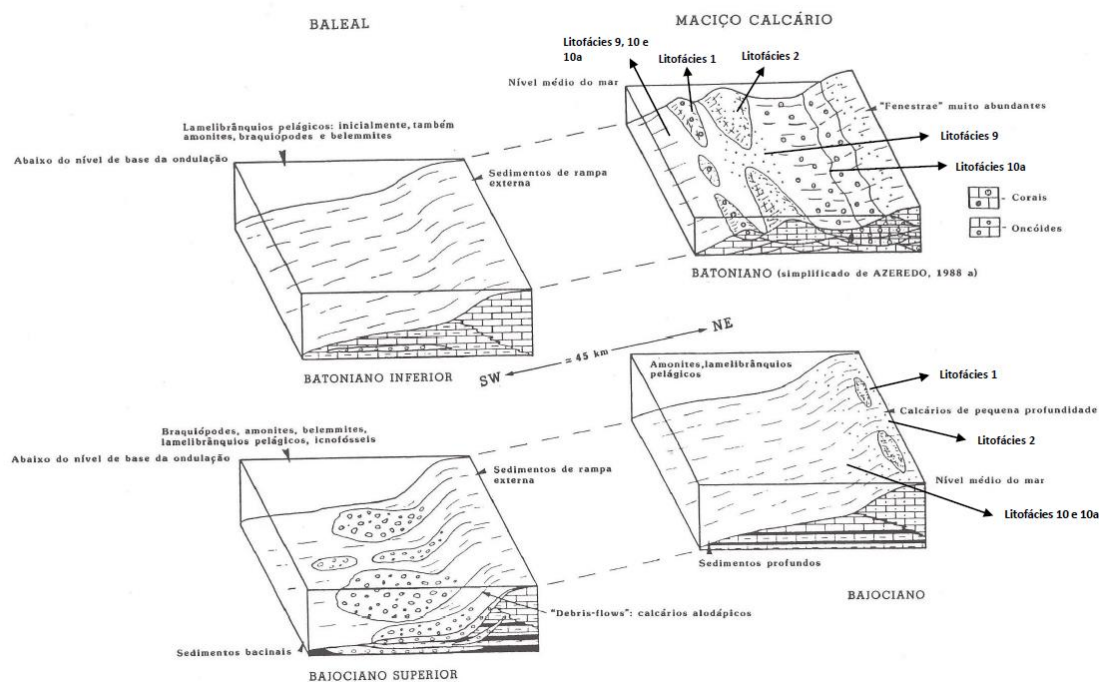 BALEAL
MACIÇO CALCÁRIO
Litofácies 9, 10 e
10a
Litofácies 1
Litofácies 2
Nível médio do mar
"Fenestrae" muito abundantes
Litofácies 9
Litofácies 10a
- Corais
- Oncóides
BATONIANO (simplificado de AZEREDO, 1988 a)
Lamelibrânquios pelágicos: inicialmente, também
amonites, braquiópodes e belemmites
Abaixo do nível de base da ondulação
Sedimentos de rampa
externa
BATONIANO INFERIOR
SW
≈ 45 km
NE
Amonites, lamelibrânquios
pelágicos
Litofácies 1
Calcários de pequena profundidade
Litofácies 2
Nível médio do mar
Litofácies 10 e 10a
Sedimentos profundos
BAJOCIANO
Braquiópodes, amonites, belemmites,
lamelibrânquios pelágicos, icnofósseis
Abaixo do nível de base da ondulação
Sedimentos de rampa
externa
"Debris-flows": calcários alodápicos
Sedimentos bacinais
BAJOCIANO SUPERIOR